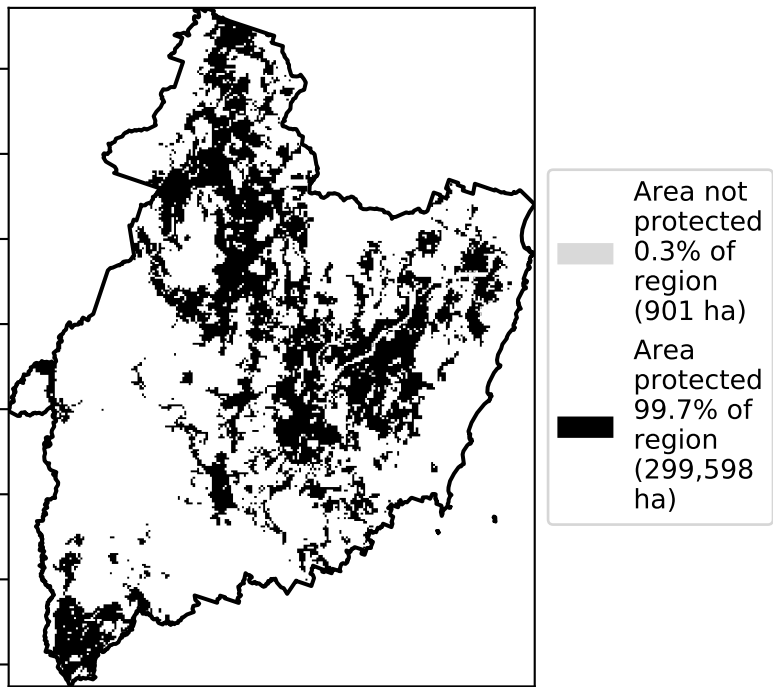 Area not
protected
0.3% of
region
(901 ha)
Area
protected
99.7% of
region
(299,598
ha)